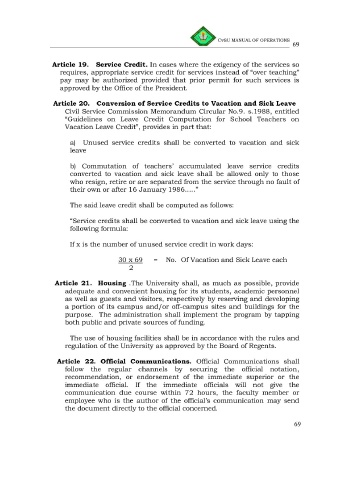 CvSU MANUAL OF OPERATIONS
69
Article 19. Service Credit. In cases where the exigency of the services so
requires, appropriate service credit for services instead of "over teaching"
pay may be authorized provided that prior permit for such services is
approved by the Office of the President.
Article 20. Conversion of Service Credits to Vacation and Sick Leave
Civil Service Commission Memorandum Circular No.9. s.1988, entitled
"Guidelines on Leave Credit Computation for School Teachers on
Vacation Leave Credit", provides in part that:
a) Unused service credits shall be converted to vacation and sick
leave
b) Commutation of teachers' accumulated leave service credits
converted to vacation and sick leave shall be allowed only to those
who resign, retire or are separated from the service through no fault of
their own or after 16 January 1986....."
The said leave credit shall be computed as follows:
"Service credits shall be converted to vacation and sick leave using the
following formula:
If x is the number of unused service credit in work days:
30 x 69 = No. Of Vacation and Sick Leave each
2
Article 21. Housing .The University shall, as much as possible, provide
adequate and convenient housing for its students, academic personnel
as well as guests and visitors, respectively by reserving and developing
a portion of its campus and/or off-campus sites and buildings for the
purpose. The administration shall implement the program by tapping
both public and private sources of funding.
The use of housing facilities shall be in accordance with the rules and
regulation of the University as approved by the Board of Regents.
Article 22. Official Communications. Official Communications shall
follow the regular channels by securing the official notation,
recommendation, or endorsement of the immediate superior or the
immediate official. If the immediate officials will not give the
communication due course within 72 hours, the faculty member or
employee who is the author of the official's communication may send
the document directly to the official concerned.
69